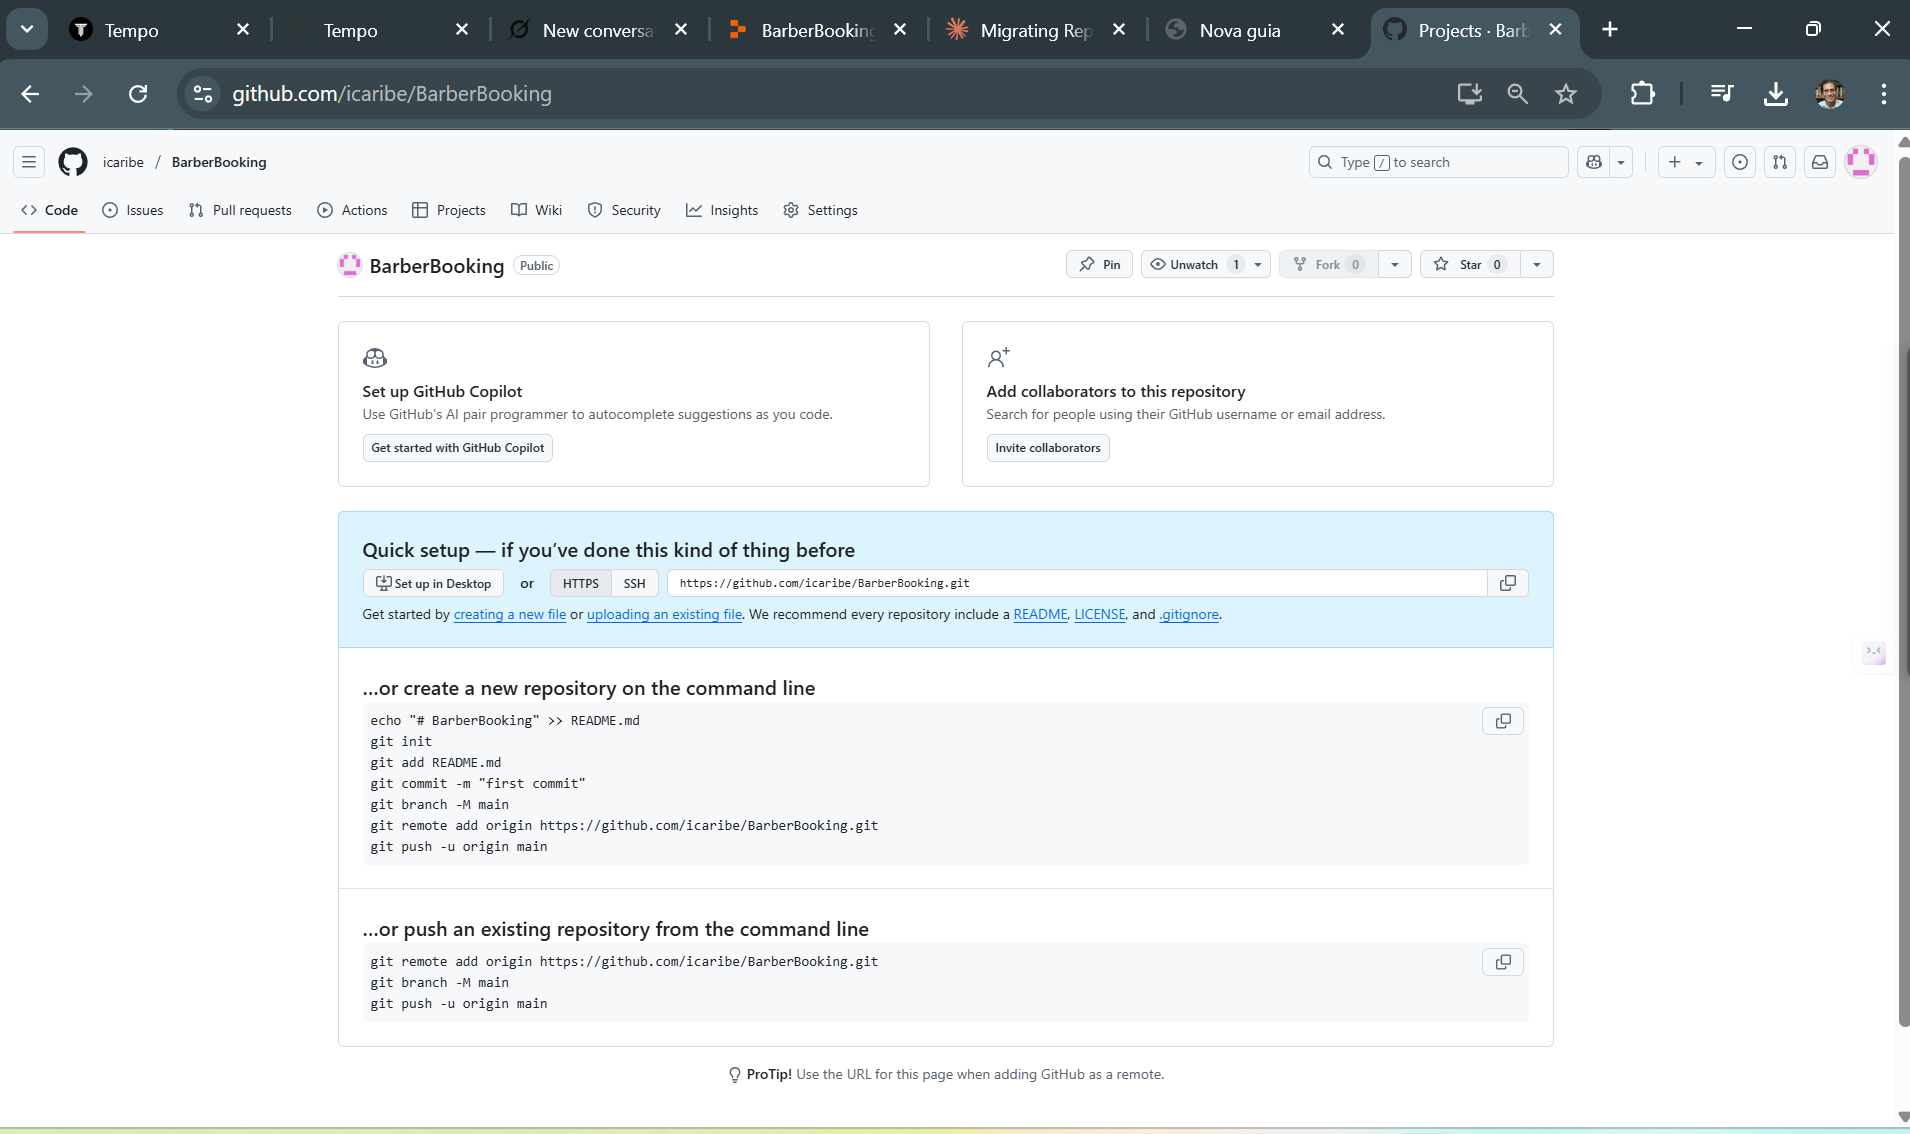 Tempo
Tempo
New conversa
BarberBooking
Migrating Rep
Nova guia
Projects · Barb
github.com/icaribe/BarberBooking
icaribe / BarberBooking
Type / to search
Code
Issues
Pull requests
Actions
Projects
Wiki
Security
Insights
Settings
BarberBooking Public
Pin
Unwatch 1
Fork 0
Star 0
Set up GitHub Copilot
Use GitHub's AI pair programmer to autocomplete suggestions as you code.
Get started with GitHub Copilot
Add collaborators to this repository
Search for people using their GitHub username or email address.
Invite collaborators
Quick setup — if you’ve done this kind of thing before
Set up in Desktop or HTTPS SSH https://github.com/icaribe/BarberBooking.git
Get started by creating a new file or uploading an existing file. We recommend every repository include a README, LICENSE, and .gitignore.
…or create a new repository on the command line
echo "# BarberBooking" >> README.md
git init
git add README.md
git commit -m "first commit"
git branch -M main
git remote add origin https://github.com/icaribe/BarberBooking.git
git push -u origin main
…or push an existing repository from the command line
git remote add origin https://github.com/icaribe/BarberBooking.git
git branch -M main
git push -u origin main
ProTip! Use the URL for this page when adding GitHub as a remote.